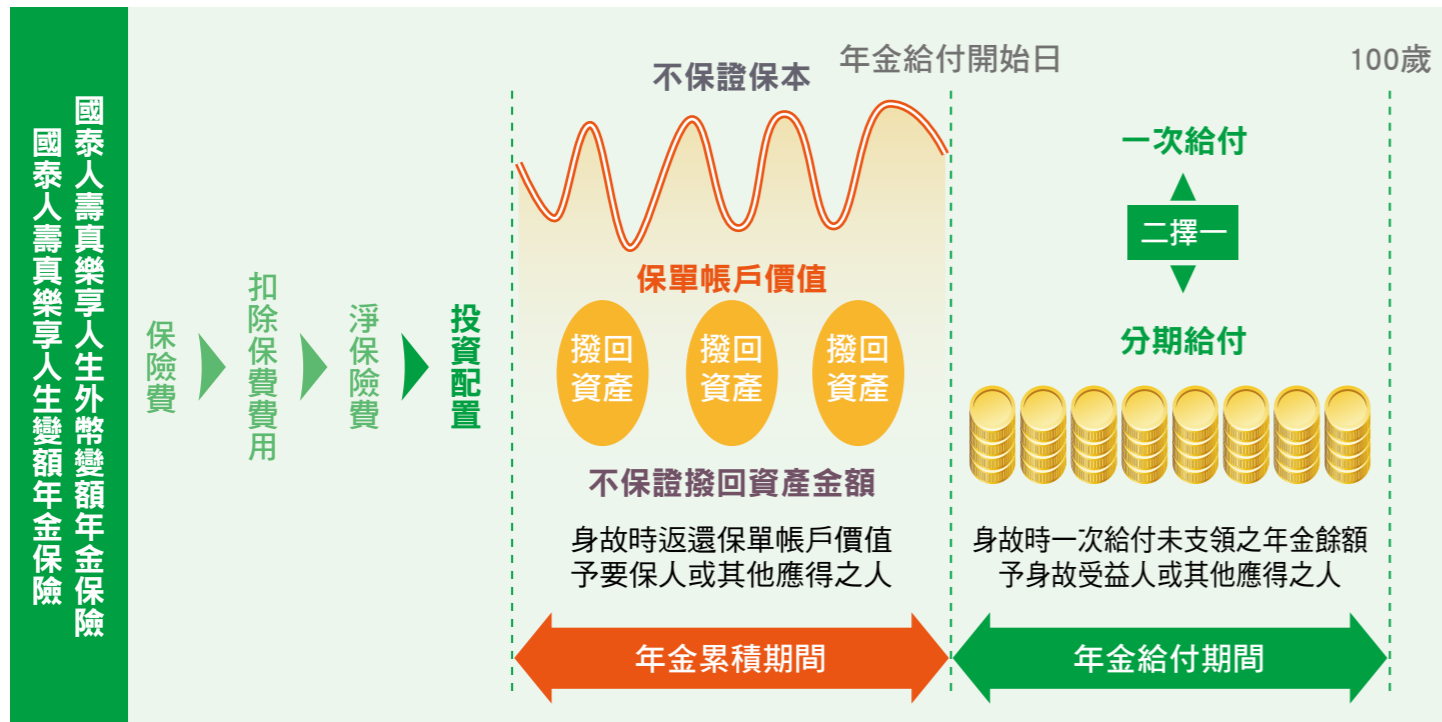 國泰人壽真樂享人生外幣變額年金保險
國泰人壽真樂享人生變額年金保險
保險費
扣除保費費用
淨保險費
投資配置
不保證保本
年金給付開始日
100歲
保單帳戶價值
撥回
資產
撥回
資產
撥回
資產
不保證撥回資產金額
身故時返還保單帳戶價值
予要保人或其他應得之人
年金累積期間
一次給付
二擇一
分期給付
身故時一次給付未支領之年金餘額
予身故受益人或其他應得之人
年金給付期間